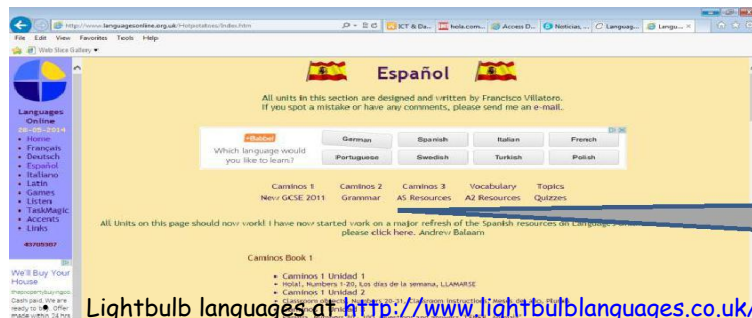 http://www.languagesonline.org.uk/Hotpotatoes/Index.htm
ICT & Da...
hola.com...
Access D...
Noticias, ...
Languag...
Langu...
File Edit View Favorites Tools Help
Web Slice Gallery
Español
All units in this section are designed and written by Francisco Villatoro.
If you spot a mistake or have any comments, please send me an e-mail.
Languages
Online
28-05-2014
Home
Français
Deutsch
Español
Italiano
Latin
Games
Listen
TaskMagic
Accents
Links
Babbel
Which language would
you like to learn?
German Spanish Italian French
Portuguese Swedish Turkish Polish
Caminos 1 Caminos 2 Caminos 3 Vocabulary Topics
New GCSE 2011 Grammar AS Resources A2 Resources Quizzes
All Units on this page should now work! I have now started work on a major refresh of the Spanish resources on Languages
please click here. Andrew Balaam
Caminos Book 1
Caminos 1 Unidad 1
Hola!, Numbers 1-20, Los días de la semana, LLAMARSE
Caminos 1 Unidad 2
We'll Buy Your
House
Cash paid. We are
ready to Offer
made within 24 hrs
Lightbulb languages at http://www.lightbulblanguages.co.uk/